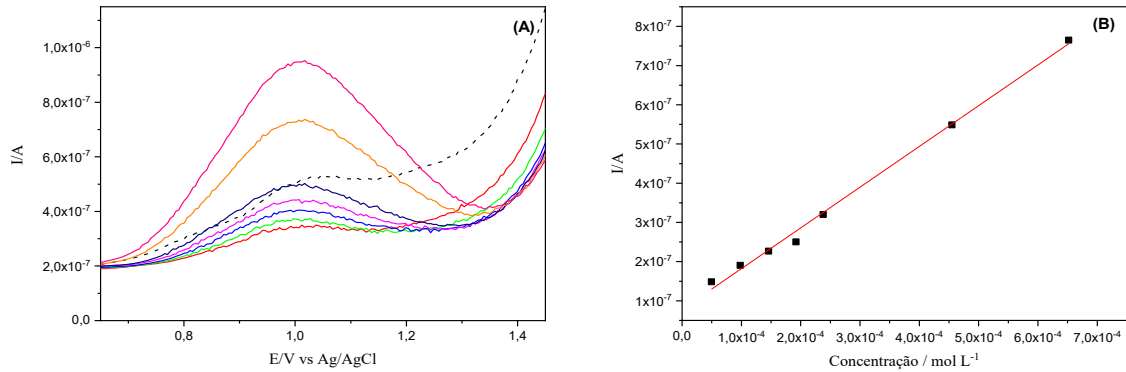 (A)
I/A
1,0x10⁻⁶
8,0x10⁻⁷
6,0x10⁻⁷
4,0x10⁻⁷
2,0x10⁻⁷
0,0
0,8
1,0
1,2
1,4
E/V vs Ag/AgCl
(B)
I/A
8x10⁻⁷
7x10⁻⁷
6x10⁻⁷
5x10⁻⁷
4x10⁻⁷
3x10⁻⁷
2x10⁻⁷
1x10⁻⁷
0,0
1,0x10⁻⁴
2,0x10⁻⁴
3,0x10⁻⁴
4,0x10⁻⁴
5,0x10⁻⁴
6,0x10⁻⁴
7,0x10⁻⁴
Concentração / mol L⁻¹